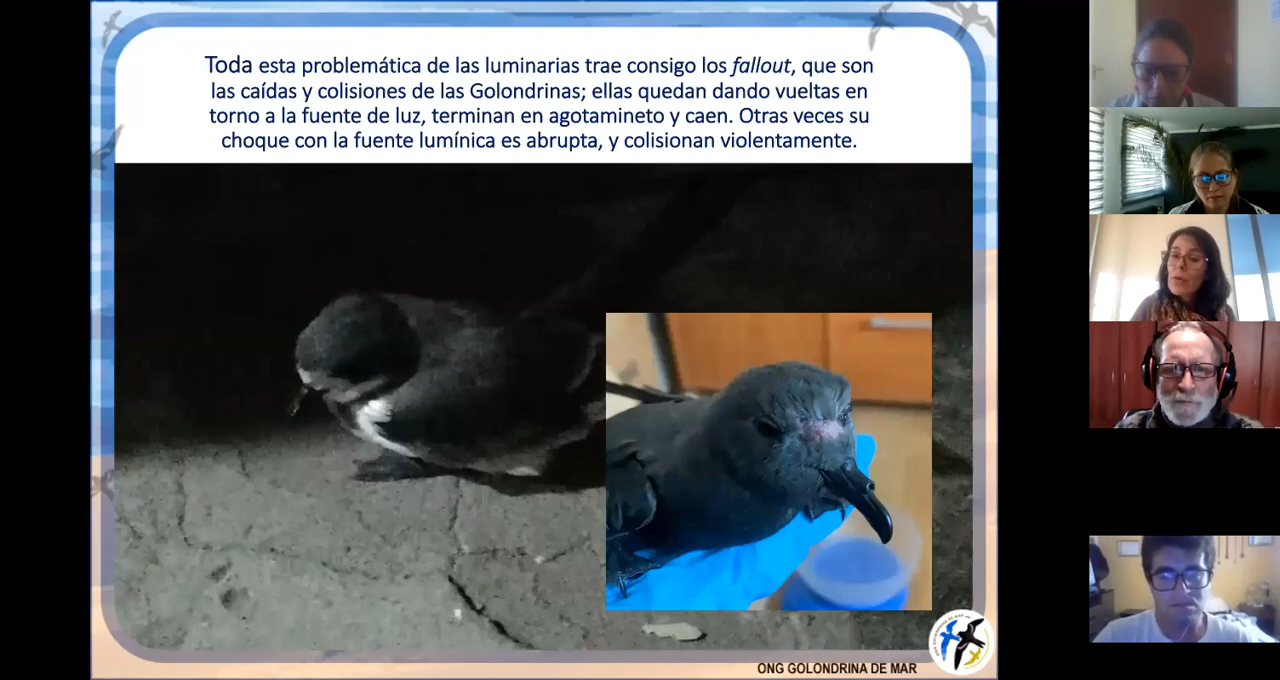 Toda esta problemática de las luminarias trae consigo los fallout, que son
las caídas y colisiones de las Golondrinas; ellas quedan dando vueltas en
torno a la fuente de luz, terminan en agotamineto y caen. Otras veces su
choque con la fuente lumínica es abrupta, y colisionan violentamente.
ONG GOLONDRINA DE MAR